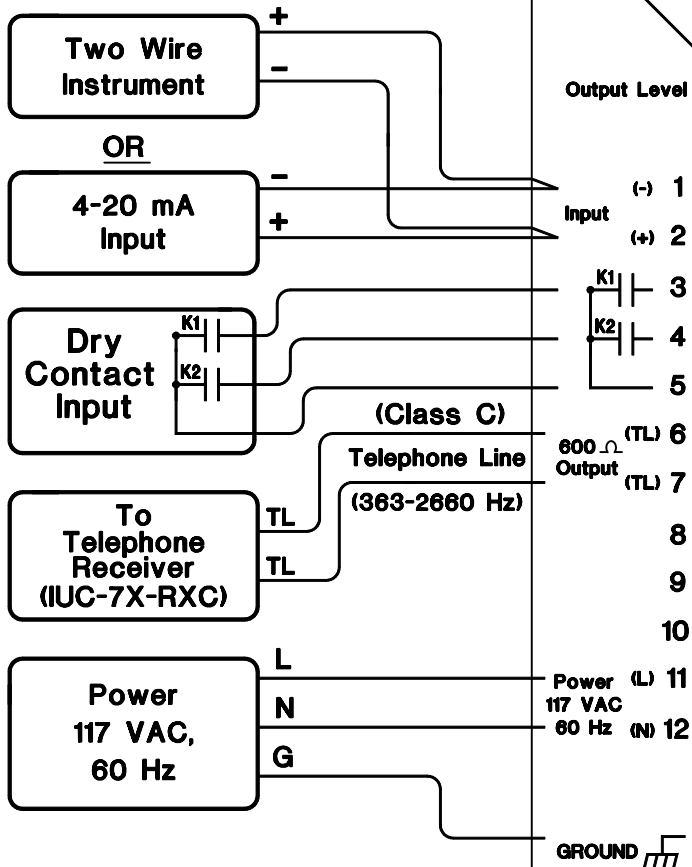 +
Two Wire
Instrument
−
Output Level
OR
−
4-20 mA
Input
+
(-) 1
Input
(+) 2
Dry
Contact
Input
K1
K2
K1
3
K2
4
5
(Class C)
Telephone Line
(363-2660 Hz)
600 Ω
Output
(TL) 6
(TL) 7
To
Telephone
Receiver
(IUC-7X-RXC)
TL
TL
8
9
10
Power
117 VAC,
60 Hz
L
N
G
Power
117 VAC
60 Hz
(L) 11
(N) 12
GROUND